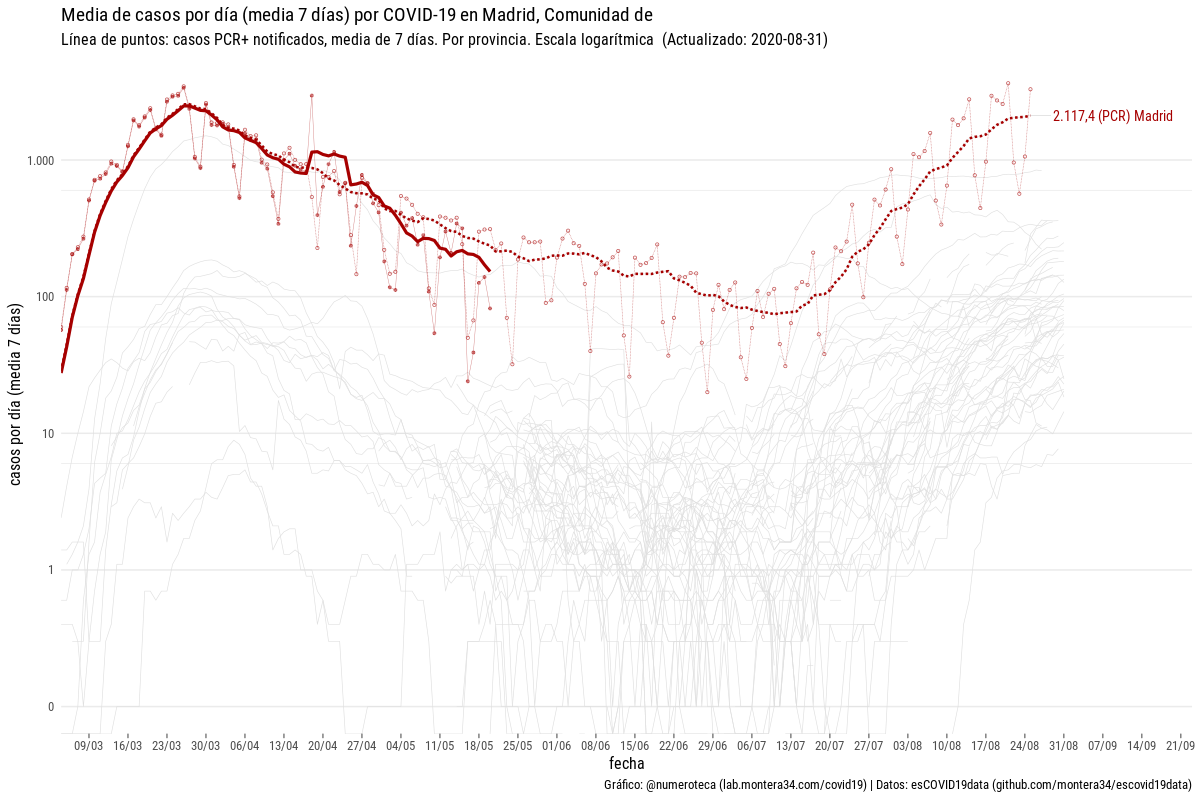 Media de casos por día (media 7 días) por COVID-19 en Madrid, Comunidad de
Línea de puntos: casos PCR+ notificados, media de 7 días. Por provincia. Escala logarítmica  (Actualizado: 2020-08-31)
2.117,4 (PCR) Madrid
casos por día (media 7 días)
1.000
100
10
1
0
09/03 16/03 23/03 30/03 06/04 13/04 20/04 27/04 04/05 11/05 18/05 25/05 01/06 08/06 15/06 22/06 29/06 06/07 13/07 20/07 27/07 03/08 10/08 17/08 24/08 31/08 07/09 14/09 21/09
fecha
Gráfico: @numeroteca (lab.montera34.com/covid19) | Datos: esCOVID19data (github.com/montera34/escovid19data)